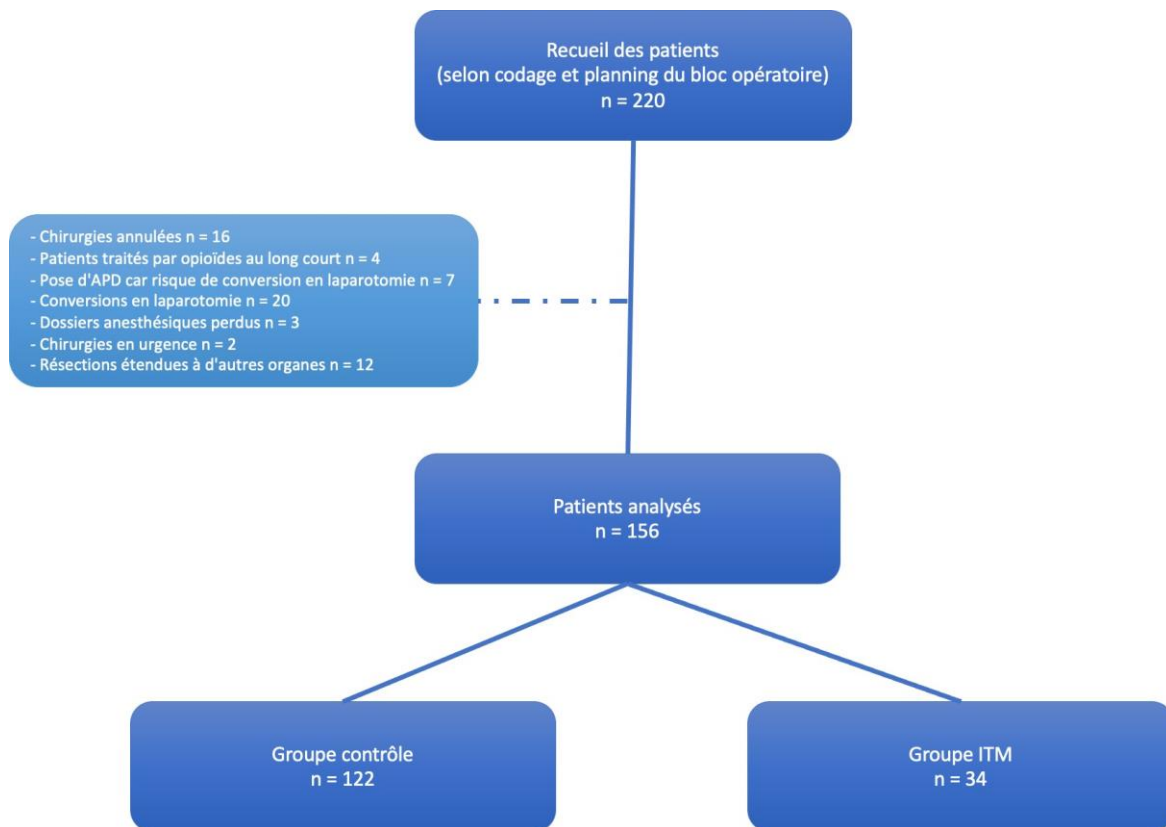 Recueil des patients
(selon codage et planning du bloc opératoire)
n = 220
- Chirurgies annulées n = 16
- Patients traités par opioïdes au long court n = 4
- Pose d'APD car risque de conversion en laparotomie n = 7
- Conversions en laparotomie n = 20
- Dossiers anesthésiques perdus n = 3
- Chirurgies en urgence n = 2
- Résections étendues à d'autres organes n = 12
Patients analysés
n = 156
Groupe contrôle
n = 122
Groupe ITM
n = 34